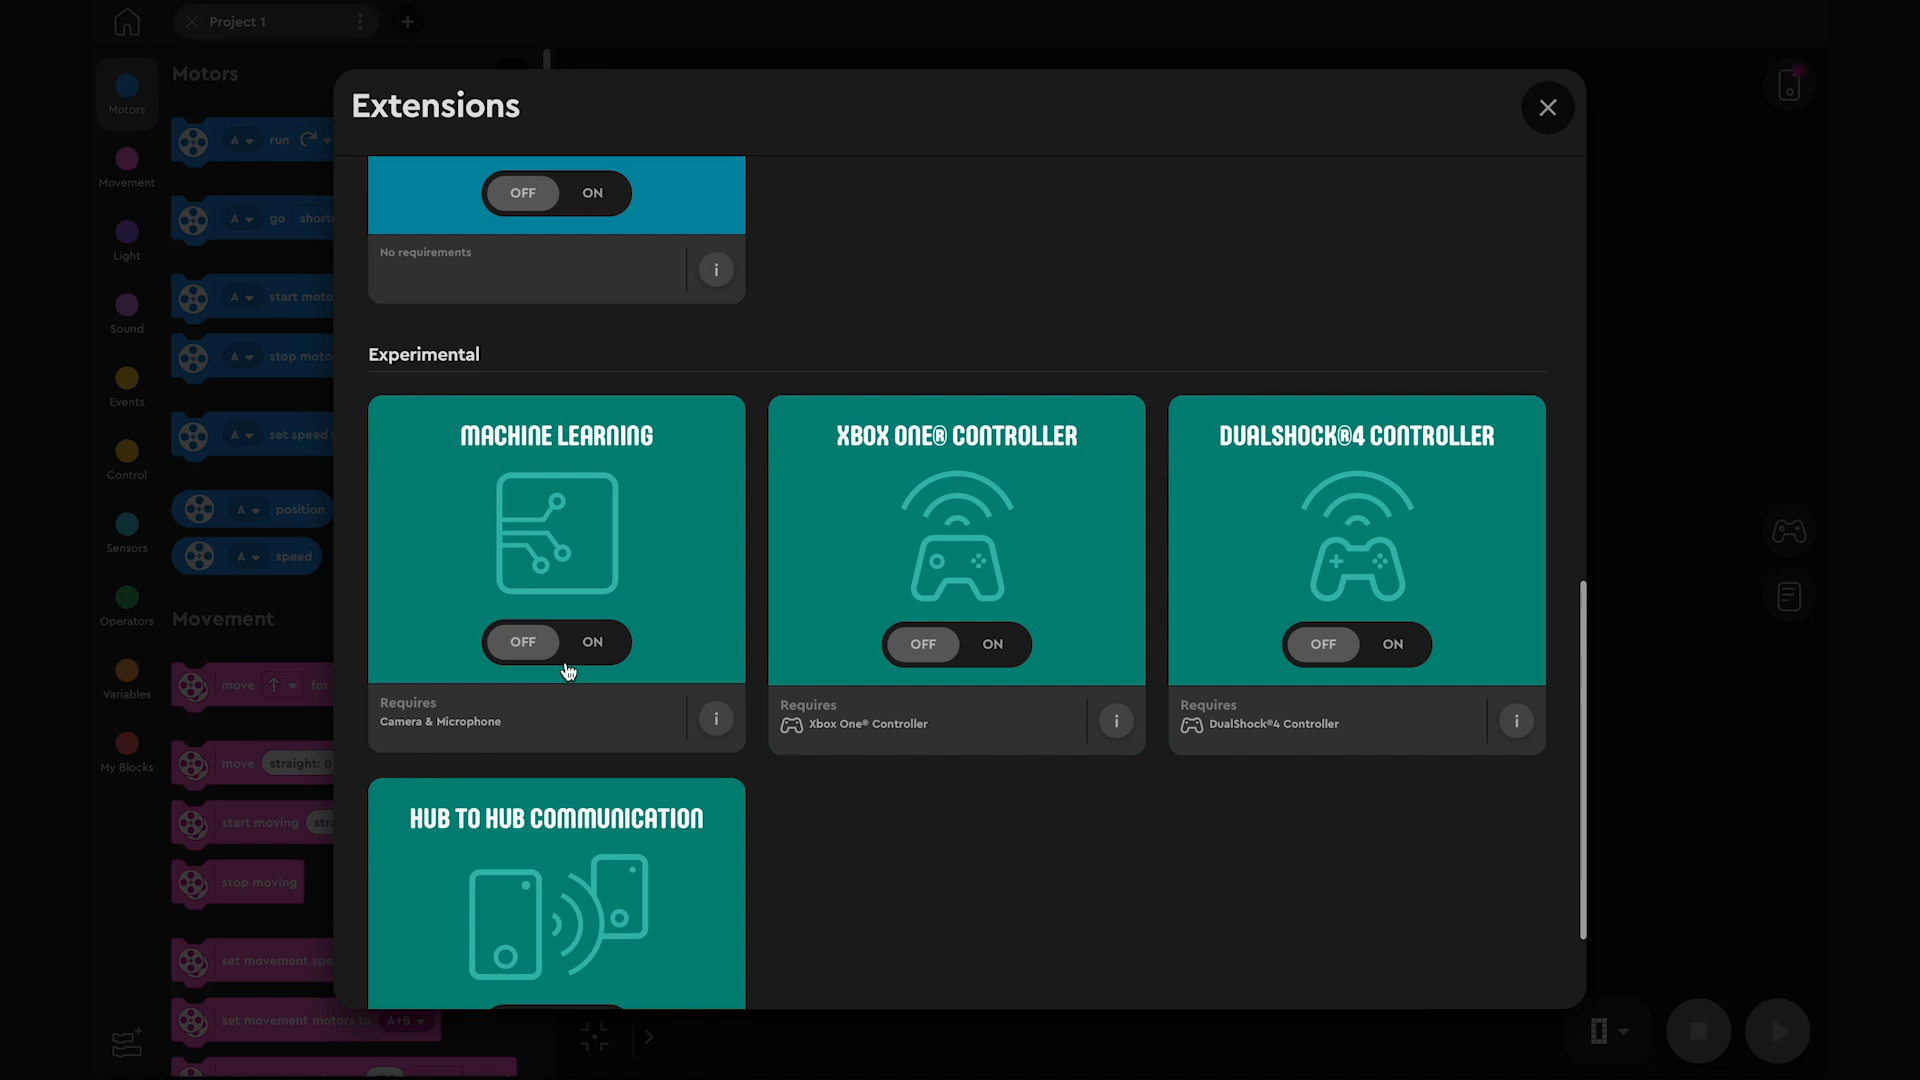 Project 1
Motors
Motors
Movement
Light
Sound
Events
Control
Sensors
Operators
Variables
My Blocks
A run
A go
A start
A stop
A set speed
A position
A speed
Movement
move for
move straight: 0
start moving
stop moving
set movement
set movement motors to A+B
Extensions
OFF ON
No requirements
i
Experimental
MACHINE LEARNING
OFF ON
Requires
Camera & Microphone
i
XBOX ONE® CONTROLLER
OFF ON
Requires
Xbox One® Controller
i
DUALSHOCK®4 CONTROLLER
OFF ON
Requires
DualShock®4 Controller
i
HUB TO HUB COMMUNICATION